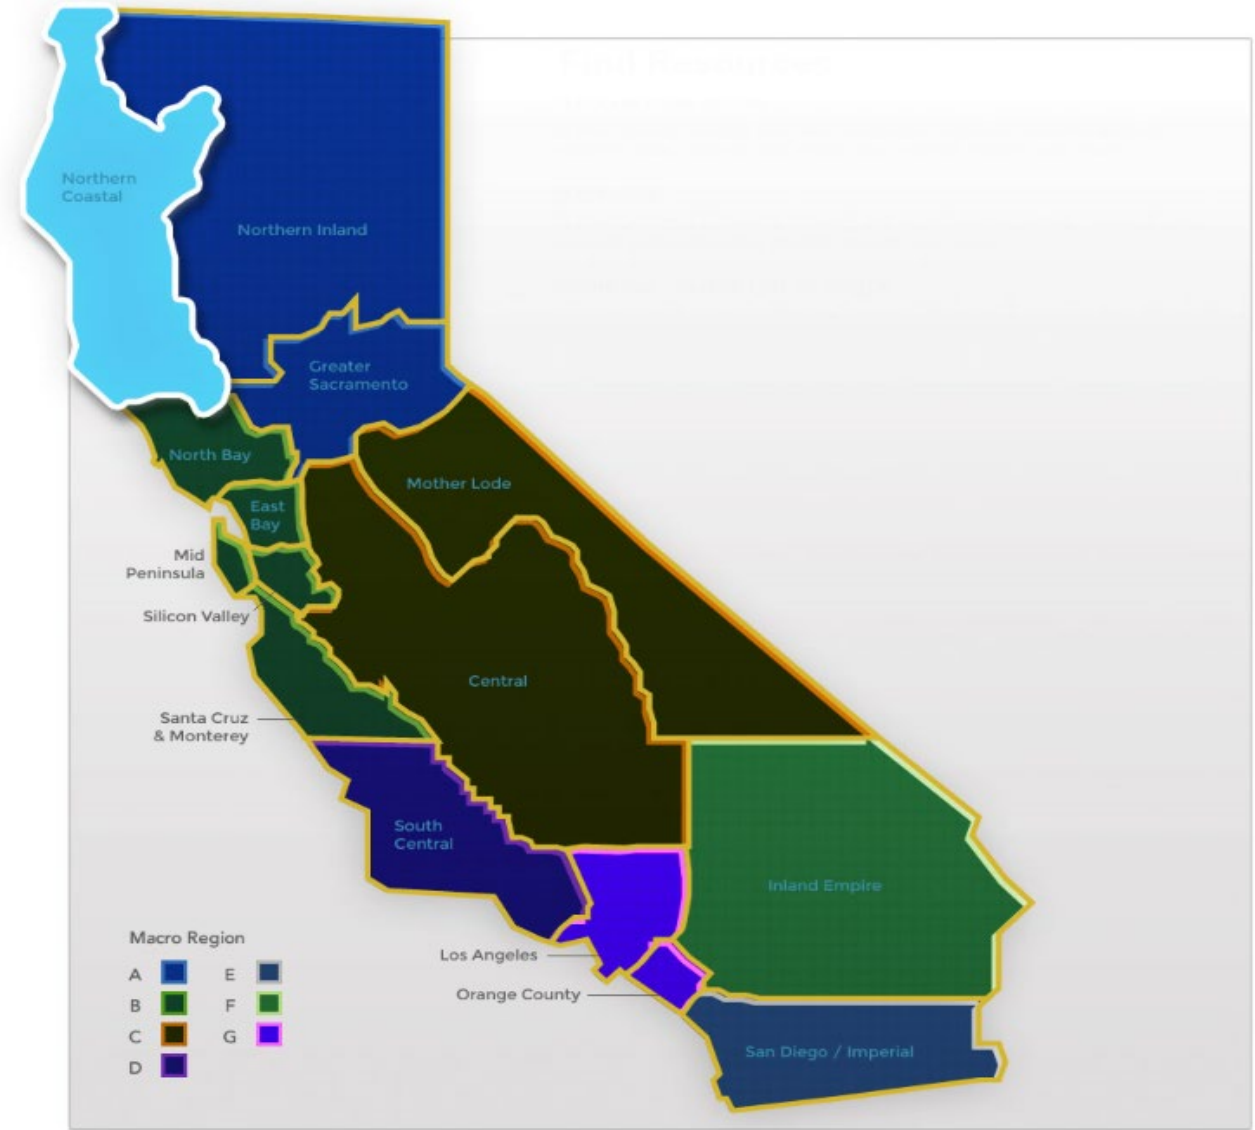 Northern
Coastal
Northern Inland
Greater
Sacramento
North Bay
Mother Lode
East
Bay
Mid
Peninsula
Silicon Valley
Central
Santa Cruz
& Monterey
South
Central
Inland Empire
Los Angeles
Orange County
San Diego / Imperial
Macro Region
A
E
B
F
C
G
D